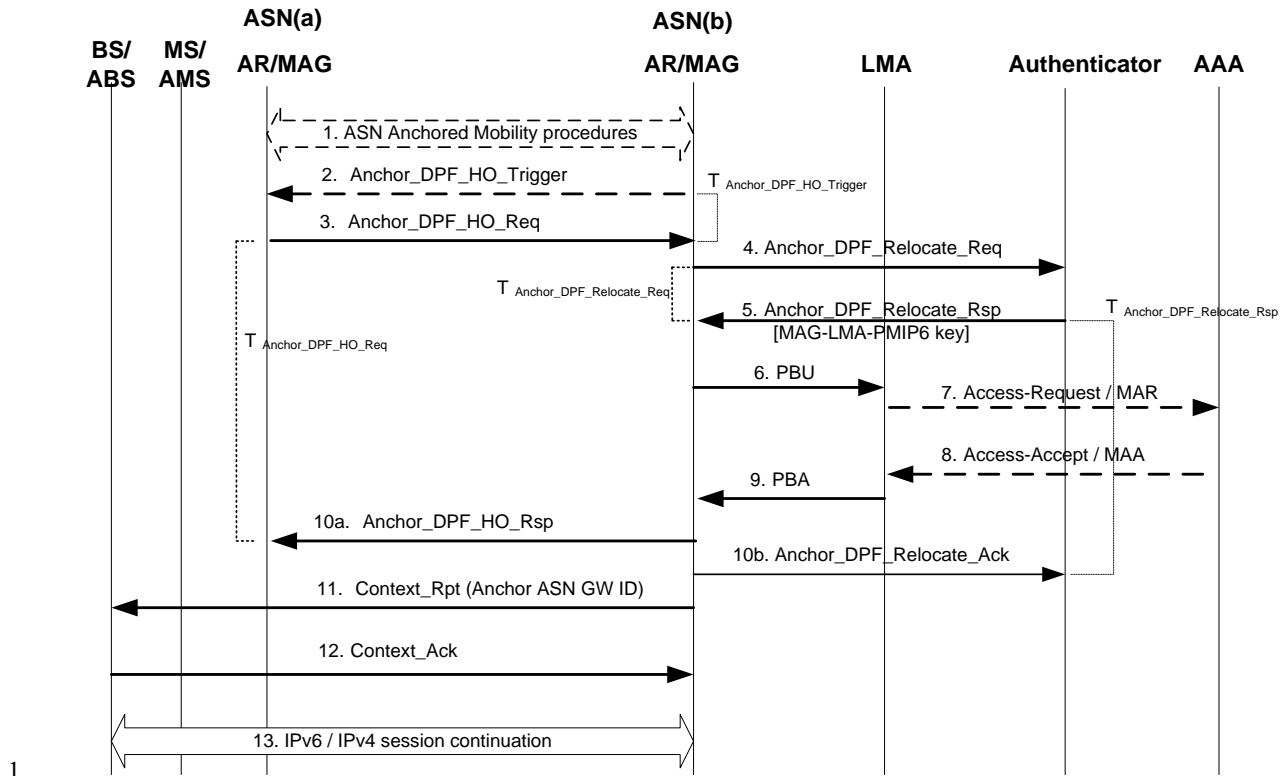 ASN(a)
ASN(b)
BS/
ABS
MS/
AMS
AR/MAG
AR/MAG
LMA
Authenticator
AAA
1. ASN Anchored Mobility procedures
2. Anchor_DPF_HO_Trigger
T Anchor_DPF_HO_Trigger
3. Anchor_DPF_HO_Req
4. Anchor_DPF_Relocate_Req
T Anchor_DPF_Relocate_Req
5. Anchor_DPF_Relocate_Rsp
[MAG-LMA-PMIP6 key]
T Anchor_DPF_Relocate_Rsp
T Anchor_DPF_HO_Req
6. PBU
7. Access-Request / MAR
8. Access-Accept / MAA
9. PBA
10a. Anchor_DPF_HO_Rsp
10b. Anchor_DPF_Relocate_Ack
11. Context_Rpt (Anchor ASN GW ID)
12. Context_Ack
13. IPv6 / IPv4 session continuation
1